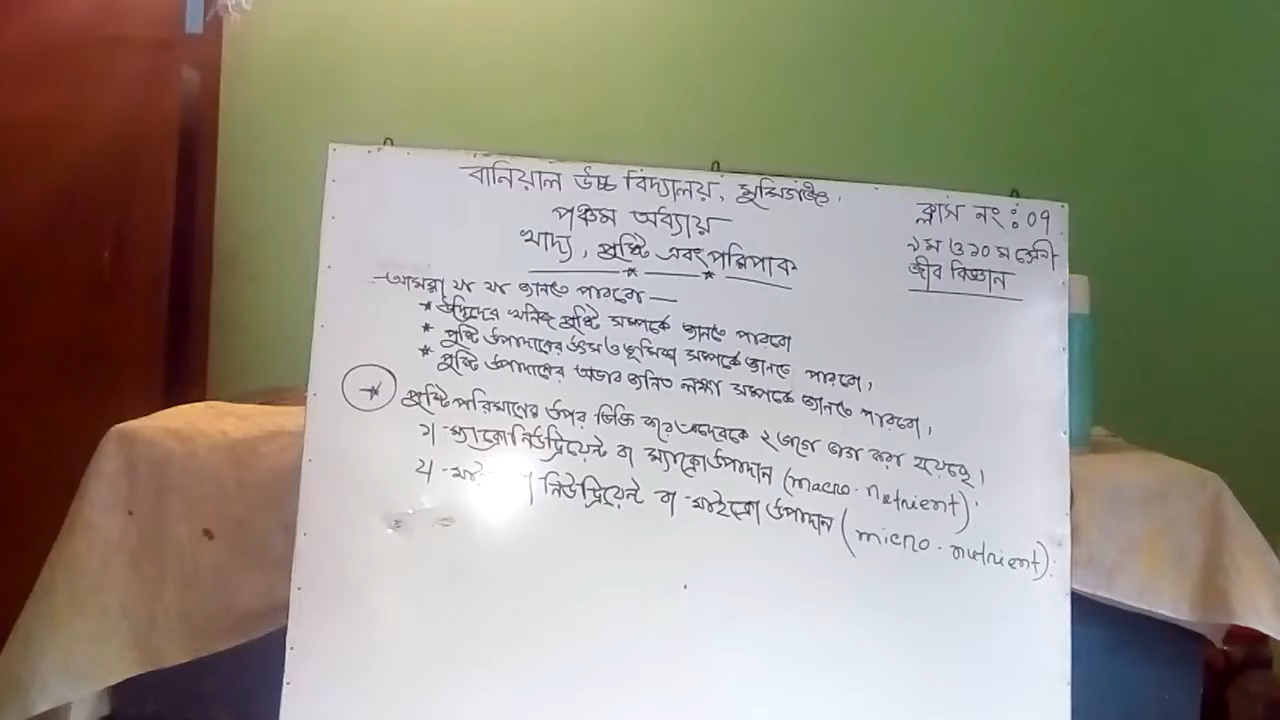 বানিয়াল উচ্চ বিদ্যালয়, মুন্সিগঞ্জ।
পঞ্চম অধ্যায়
খাদ্য, পুষ্টি এবং পরিপাক
ক্লাস নং : 07
৯ম ও ১০ম শ্রেণী
জীব বিজ্ঞান
আমরা যা যা জানতে পারবো —
* উদ্ভিদের খনিজ পুষ্টি সম্পর্কে জানতে পারবো
* পুষ্টি উপাদানের উৎস ও ভূমিকা সম্পর্কে জানতে পারবো।
* পুষ্টি উপাদানের অভাব জনিত লক্ষণ সম্পর্কে জানতে পারবো।
* পুষ্টি পরিমাণের উপর ভিত্তি করে এদেরকে ২ ভাগে ভাগ করা হয়েছে।
১। ম্যাক্রোনিউট্রিয়েন্ট বা ম্যাক্রোউপাদান (macro-nutrient)
২। নিউট্রিয়েন্ট বা মাইক্রো উপাদান (micro-nutrient)